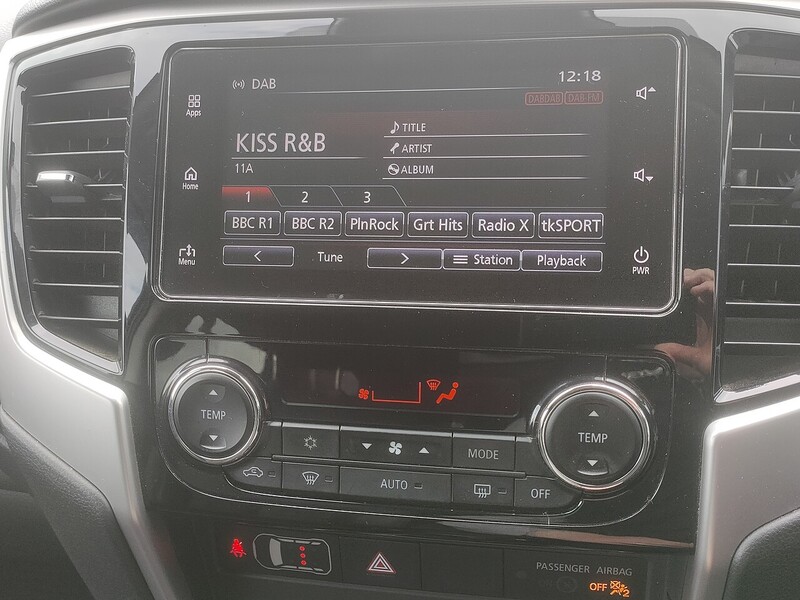 DAB
12:18
DABDAB DAB-FM
Apps
KISS R&B
TITLE
ARTIST
11A
ALBUM
Home
1 2 3
BBC R1 BBC R2 PlnRock Grt Hits Radio X tkSPORT
Menu
< Tune > Station Playback
PWR
TEMP
TEMP
MODE
AUTO
OFF
PASSENGER AIRBAG
OFF 2